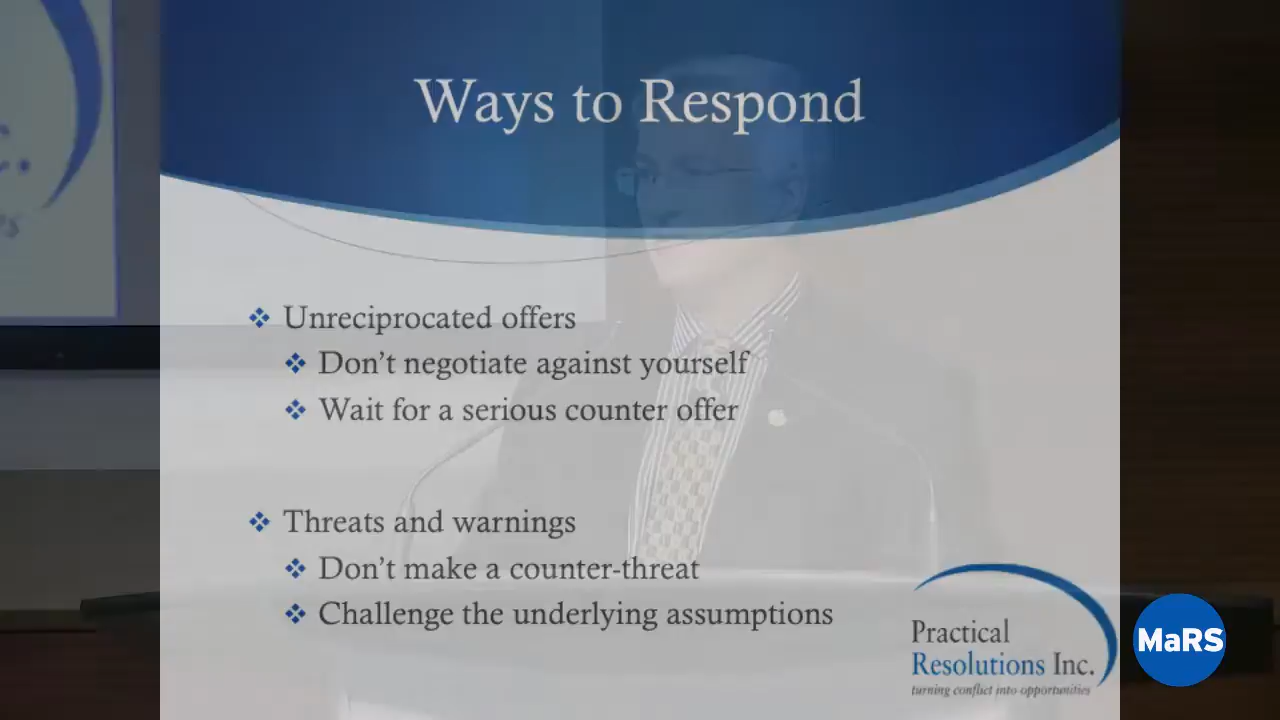 Ways to Respond
Unreciprocated offers
Don't negotiate against yourself
Wait for a serious counter offer
Threats and warnings
Don't make a counter-threat
Challenge the underlying assumptions
Practical
Resolutions Inc.
turning conflict into opportunities
MaRS